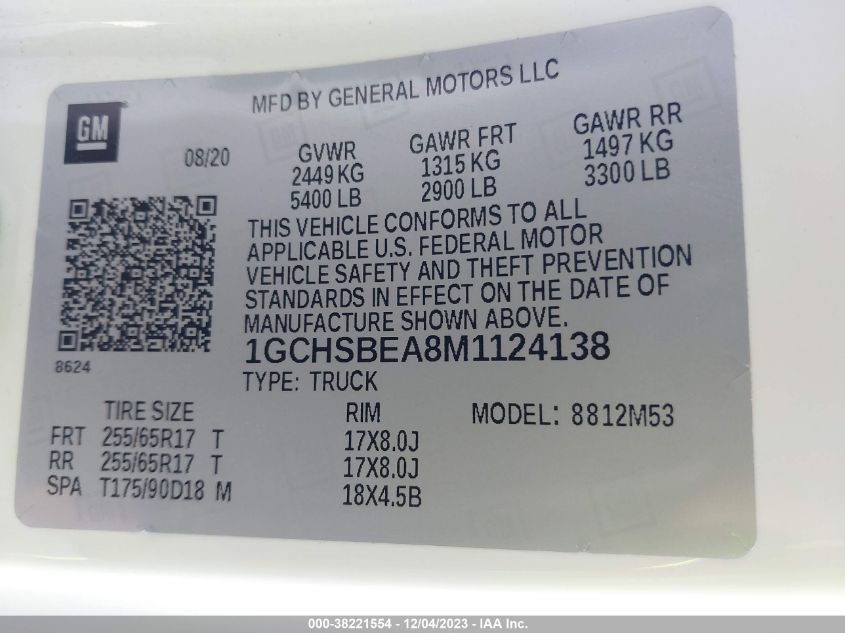 MFD BY GENERAL MOTORS LLC
GM
08/20
GVWR
2449 KG
5400 LB
GAWR FRT
1315 KG
2900 LB
GAWR RR
1497 KG
3300 LB
THIS VEHICLE CONFORMS TO ALL
APPLICABLE U.S. FEDERAL MOTOR
VEHICLE SAFETY AND THEFT PREVENTION
STANDARDS IN EFFECT ON THE DATE OF
MANUFACTURE SHOWN ABOVE.
1GCHSBEA8M1124138
8624
TYPE: TRUCK
TIRE SIZE RIM MODEL: 8812M53
FRT 255/65R17 T 17X8.0J
RR 255/65R17 T 17X8.0J
SPA T175/90D18 M 18X4.5B
000-38221554 - 12/04/2023 - IAA Inc.